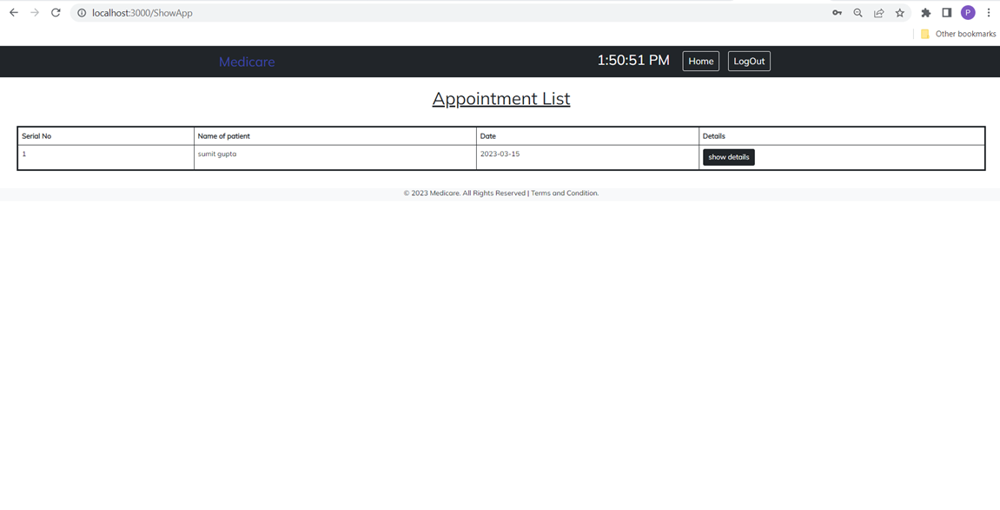 localhost:3000/ShowApp
P
Other bookmarks
Medicare 1:50:51 PM Home LogOut
Appointment List
Serial No Name of patient Date Details
1 sumit gupta 2023-03-15 show details
© 2023 Medicare. All Rights Reserved | Terms and Condition.